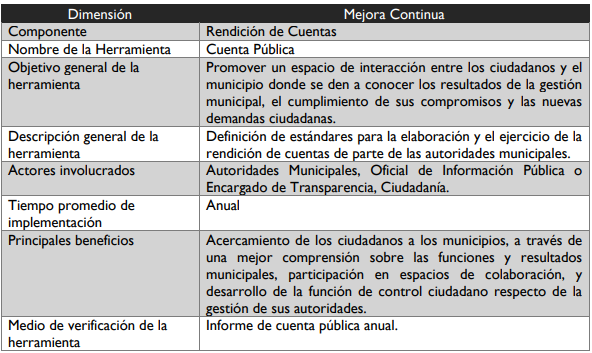 Dimensión Mejora Continua
Componente Rendición de Cuentas
Nombre de la Herramienta Cuenta Pública
Objetivo general de la herramienta Promover un espacio de interacción entre los ciudadanos y el
municipio donde se den a conocer los resultados de la gestión
municipal, el cumplimiento de sus compromisos y las nuevas
demandas ciudadanas.
Descripción general de la herramienta Definición de estándares para la elaboración y el ejercicio de la
rendición de cuentas de parte de las autoridades municipales.
Actores involucrados Autoridades Municipales, Oficial de Información Pública o
Encargado de Transparencia, Ciudadanía.
Tiempo promedio de implementación Anual
Principales beneficios Acercamiento de los ciudadanos a los municipios, a través de
una mejor comprensión sobre las funciones y resultados
municipales, participación en espacios de colaboración, y
desarrollo de la función de control ciudadano respecto de la
gestión de sus autoridades.
Medio de verificación de la herramienta Informe de cuenta pública anual.